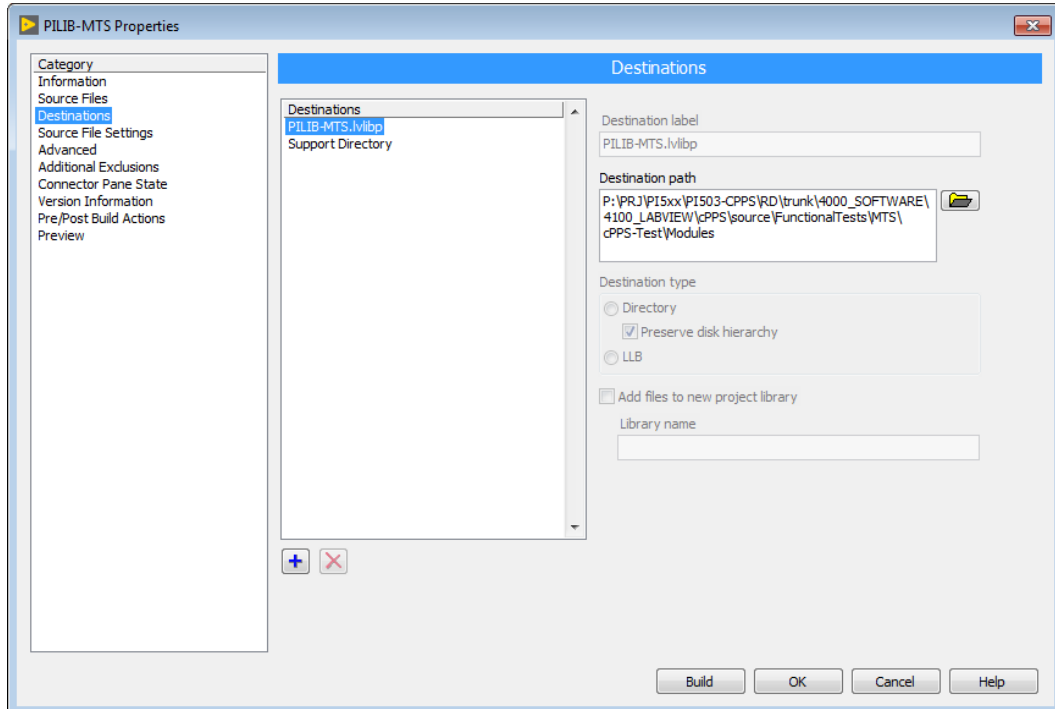 PILIB-MTS Properties
Category
Information
Source Files
Destinations
Source File Settings
Advanced
Additional Exclusions
Connector Pane State
Version Information
Pre/Post Build Actions
Preview
Destinations
Destinations
PILIB-MTS.lvlibp
Support Directory
Destination label
PILIB-MTS.lvlibp
Destination path
P:\PRJ\PI5xx\PI503-CPPS\RD\trunk\4000_SOFTWARE\
4100_LABVIEW\cPPS\source\FunctionalTests\MTS\
cPPS-Test\Modules
Destination type
Directory
Preserve disk hierarchy
LLB
Add files to new project library
Library name
Build
OK
Cancel
Help